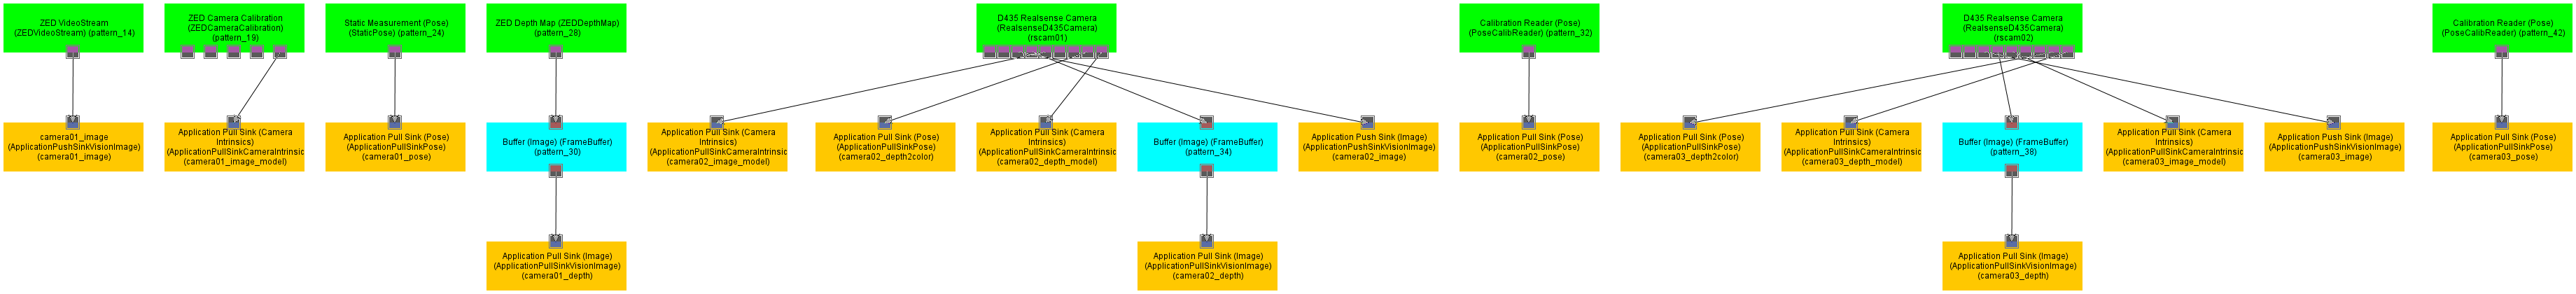 ZED VideoStream
(ZEDVideoStream) (pattern_14)
ZED Camera Calibration
(ZEDCameraCalibration)
(pattern_19)
Static Measurement (Pose)
(StaticPose) (pattern_24)
ZED Depth Map (ZEDDepthMap)
(pattern_28)
D435 Realsense Camera
(RealsenseD435Camera)
(rscam01)
Calibration Reader (Pose)
(PoseCalibReader) (pattern_32)
D435 Realsense Camera
(RealsenseD435Camera)
(rscam02)
Calibration Reader (Pose)
(PoseCalibReader) (pattern_42)
camera01_image
(ApplicationPushSinkVisionImage)
(camera01_image)
Application Pull Sink (Camera
Intrinsics)
(ApplicationPullSinkCameraIntrinsic
(camera01_image_model)
Application Pull Sink (Pose)
(ApplicationPullSinkPose)
(camera01_pose)
Buffer (Image) (FrameBuffer)
(pattern_30)
Application Pull Sink (Camera
Intrinsics)
(ApplicationPullSinkCameraIntrinsic
(camera02_image_model)
Application Pull Sink (Pose)
(ApplicationPullSinkPose)
(camera02_depth2color)
Application Pull Sink (Camera
Intrinsics)
(ApplicationPullSinkCameraIntrinsic
(camera02_depth_model)
Buffer (Image) (FrameBuffer)
(pattern_34)
Application Push Sink (Image)
(ApplicationPushSinkVisionImage)
(camera02_image)
Application Pull Sink (Pose)
(ApplicationPullSinkPose)
(camera02_pose)
Application Pull Sink (Pose)
(ApplicationPullSinkPose)
(camera03_depth2color)
Application Pull Sink (Camera
Intrinsics)
(ApplicationPullSinkCameraIntrinsic
(camera03_depth_model)
Buffer (Image) (FrameBuffer)
(pattern_38)
Application Pull Sink (Camera
Intrinsics)
(ApplicationPullSinkCameraIntrinsic
(camera03_image_model)
Application Push Sink (Image)
(ApplicationPushSinkVisionImage)
(camera03_image)
Application Pull Sink (Pose)
(ApplicationPullSinkPose)
(camera03_pose)
Application Pull Sink (Image)
(ApplicationPullSinkVisionImage)
(camera01_depth)
Application Pull Sink (Image)
(ApplicationPullSinkVisionImage)
(camera02_depth)
Application Pull Sink (Image)
(ApplicationPullSinkVisionImage)
(camera03_depth)